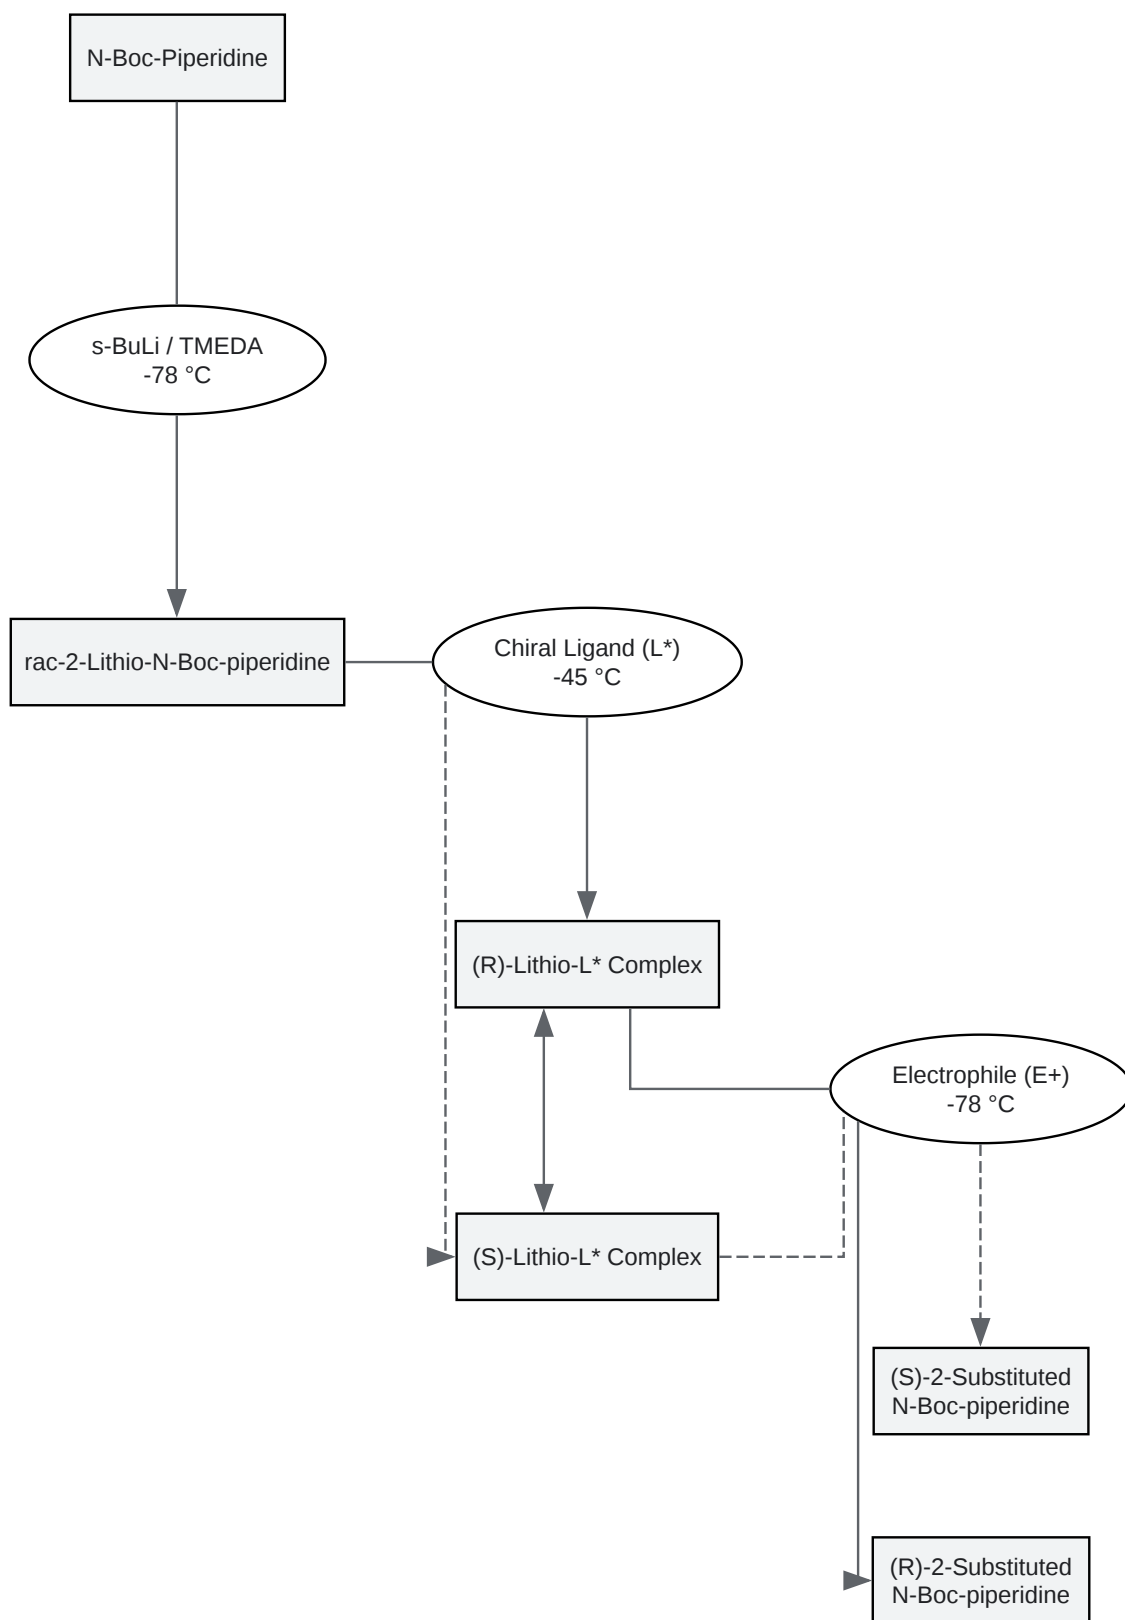 N-Boc-Piperidine
s-BuLi / TMEDA
-78 °C
rac-2-Lithio-N-Boc-piperidine
Chiral Ligand (L*)
-45 °C
(R)-Lithio-L* Complex
Electrophile (E+)
-78 °C
(S)-Lithio-L* Complex
(S)-2-Substituted
N-Boc-piperidine
(R)-2-Substituted
N-Boc-piperidine